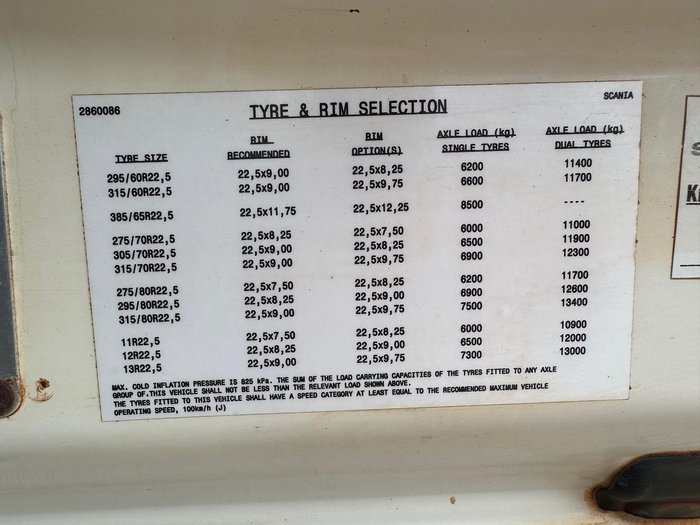 2860086 TYRE & RIM SELECTION SCANIA
TYRE SIZE RIM RECOMMENDED RIM OPTION(S) AXLE LOAD (kg) SINGLE TYRES AXLE LOAD (kg) DUAL TYRES
295/60R22,5 22,5x9,00 22,5x8,25 6200 11400
315/60R22,5 22,5x9,00 22,5x9,75 6600 11700
385/65R22,5 22,5x11,75 22,5x12,25 8500 ----
275/70R22,5 22,5x8,25 22,5x7,50 6000 11000
305/70R22,5 22,5x9,00 22,5x8,25 6500 11900
315/70R22,5 22,5x9,00 22,5x9,75 6900 12300
275/80R22,5 22,5x7,50 22,5x8,25 6200 11700
295/80R22,5 22,5x8,25 22,5x9,00 6900 12600
315/80R22,5 22,5x9,00 22,5x9,75 7500 13400
11R22,5 22,5x7,50 22,5x8,25 6000 10900
12R22,5 22,5x8,25 22,5x9,00 6500 12000
13R22,5 22,5x9,00 22,5x9,75 7300 13000
MAX. COLD INFLATION PRESSURE IS 825 kPa. THE SUM OF THE LOAD CARRYING CAPACITIES OF THE TYRES FITTED TO ANY AXLE
GROUP OF.THIS VEHICLE SHALL NOT BE LESS THAN THE RELEVANT LOAD SHOWN ABOVE.
THE TYRES FITTED TO THIS VEHICLE SHALL HAVE A SPEED CATEGORY AT LEAST EQUAL TO THE RECOMMENDED MAXIMUM VEHICLE
OPERATING SPEED, 100km/h (J)